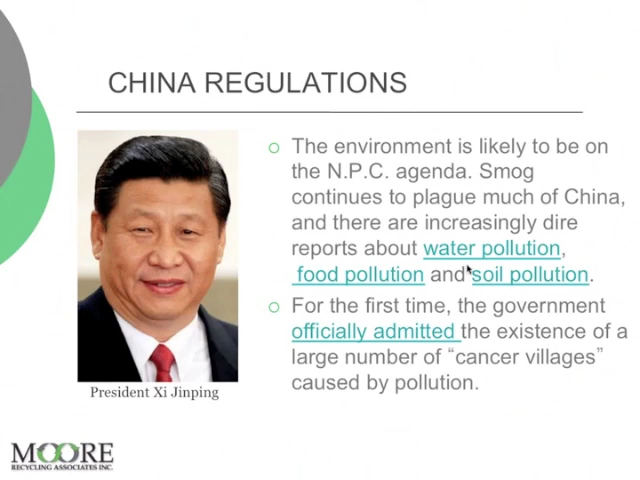 CHINA REGULATIONS
The environment is likely to be on
the N.P.C. agenda. Smog
continues to plague much of China,
and there are increasingly dire
reports about water pollution,
food pollution and soil pollution.
For the first time, the government
officially admitted the existence of a
large number of “cancer villages”
caused by pollution.
President Xi Jinping
MOORE
RECYCLING ASSOCIATES INC.